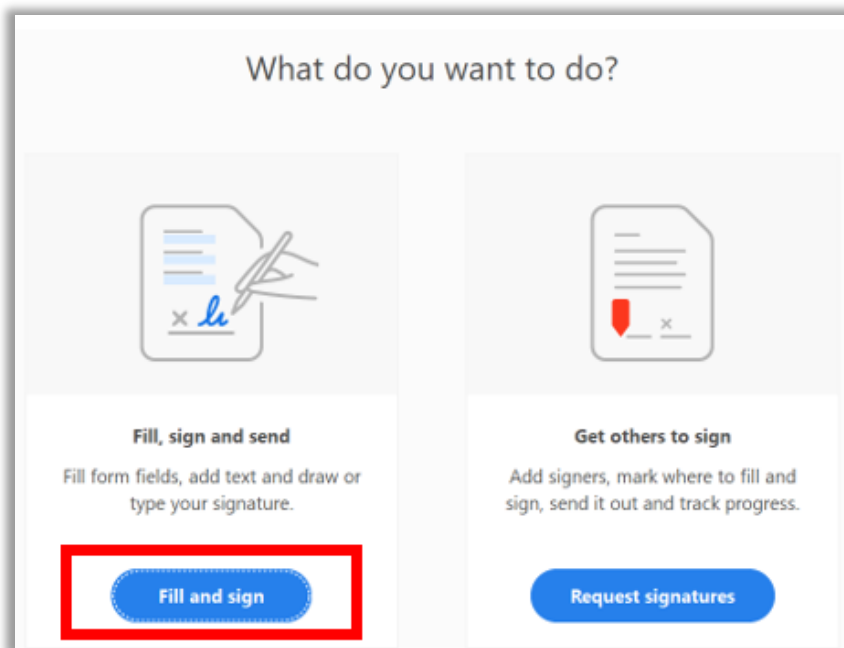 What do you want to do?
Fill, sign and send
Fill form fields, add text and draw or
type your signature.
Fill and sign
Get others to sign
Add signers, mark where to fill and
sign, send it out and track progress.
Request signatures